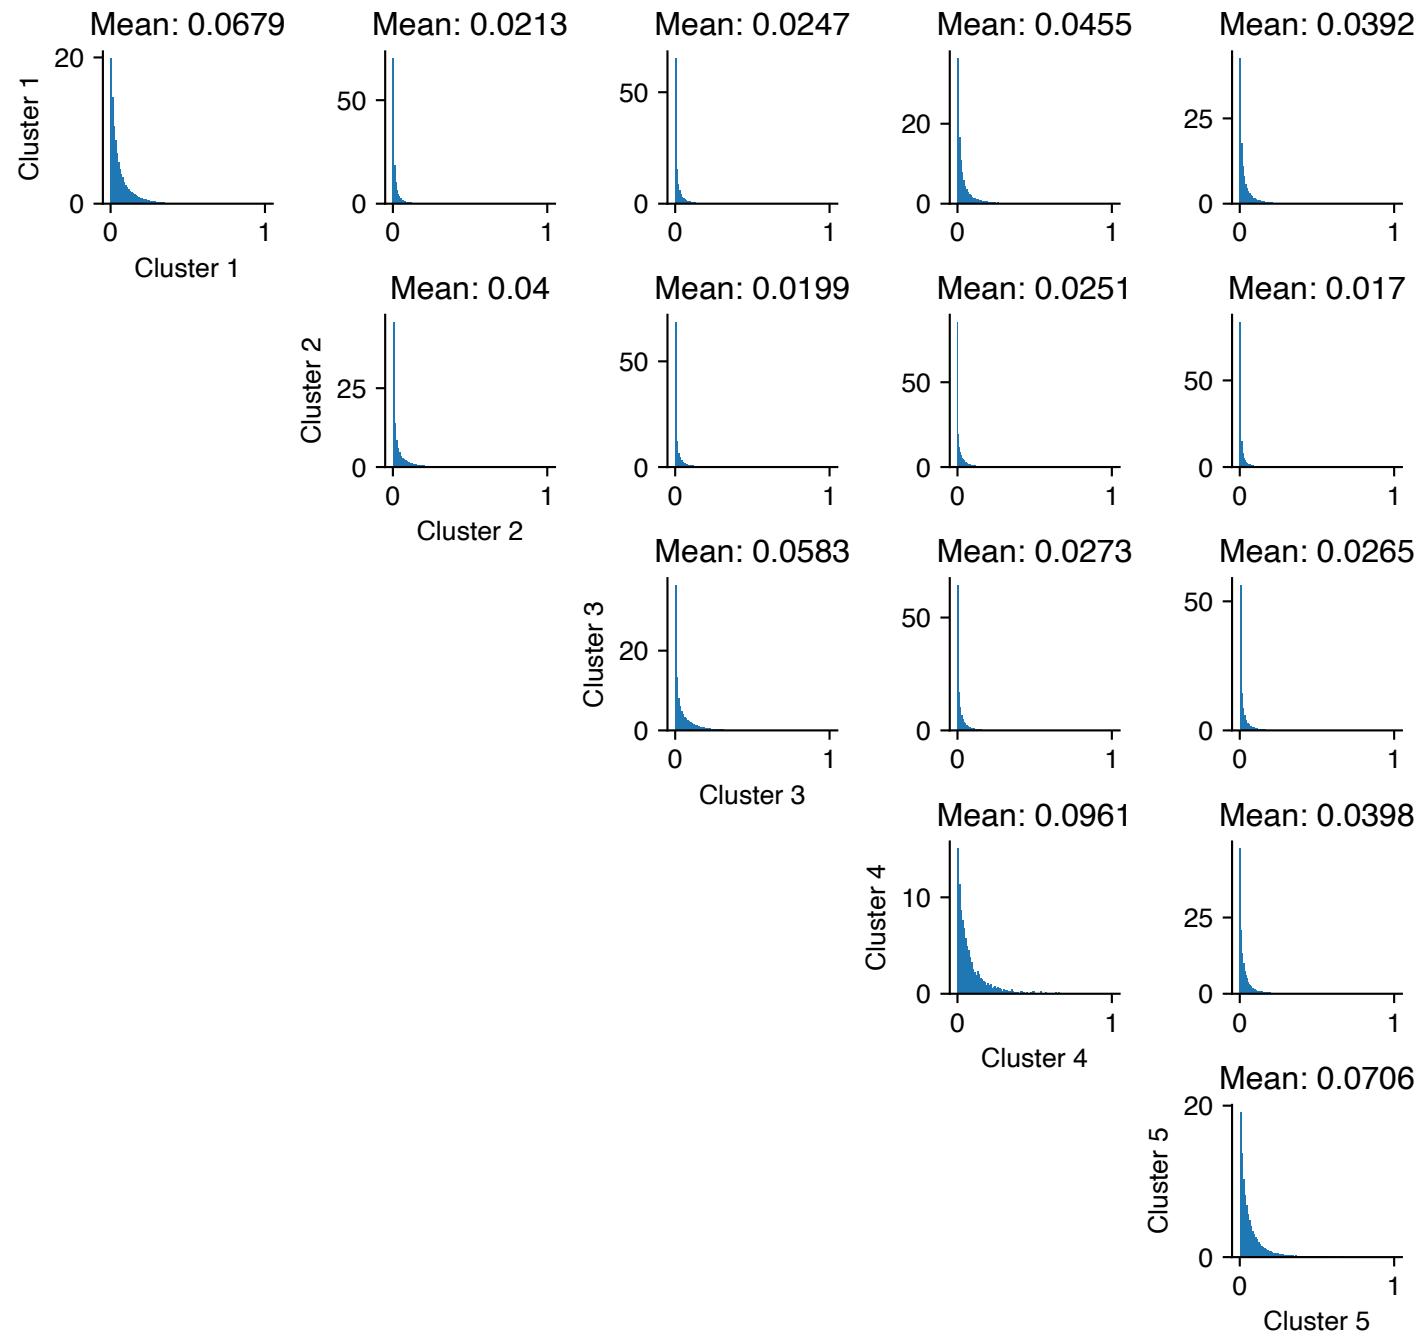 Mean: 0.0679 Mean: 0.0213 Mean: 0.0247 Mean: 0.0455 Mean: 0.0392
Cluster 1
20 50 50 20 25
0 0 0 0 0
0 1 0 1 0 1 0 1 0 1
Cluster 1
Mean: 0.04 Mean: 0.0199 Mean: 0.0251 Mean: 0.017
Cluster 2
25 50 50 50
0 0 0 0
0 1 0 1 0 1 0 1
Cluster 2
Mean: 0.0583 Mean: 0.0273 Mean: 0.0265
Cluster 3
20 50 50
0 0 0
0 1 0 1 0 1
Cluster 3
Mean: 0.0961 Mean: 0.0398
Cluster 4
10 25
0 0
0 1 0 1
Cluster 4
Mean: 0.0706
Cluster 5
20
0
0 1
Cluster 5